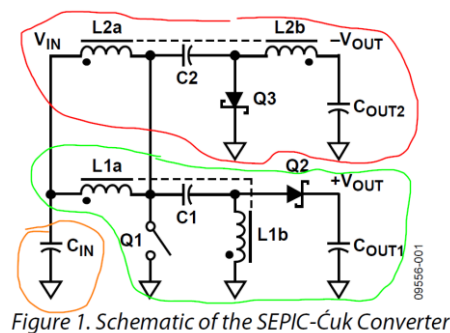 L2a
L2b
VIN
–VOUT
C2
Q3
COUT2
L1a
Q2
+VOUT
C1
Q1
L1b
CIN
COUT1
09556-001
Figure 1. Schematic of the SEPIC-Ćuk Converter